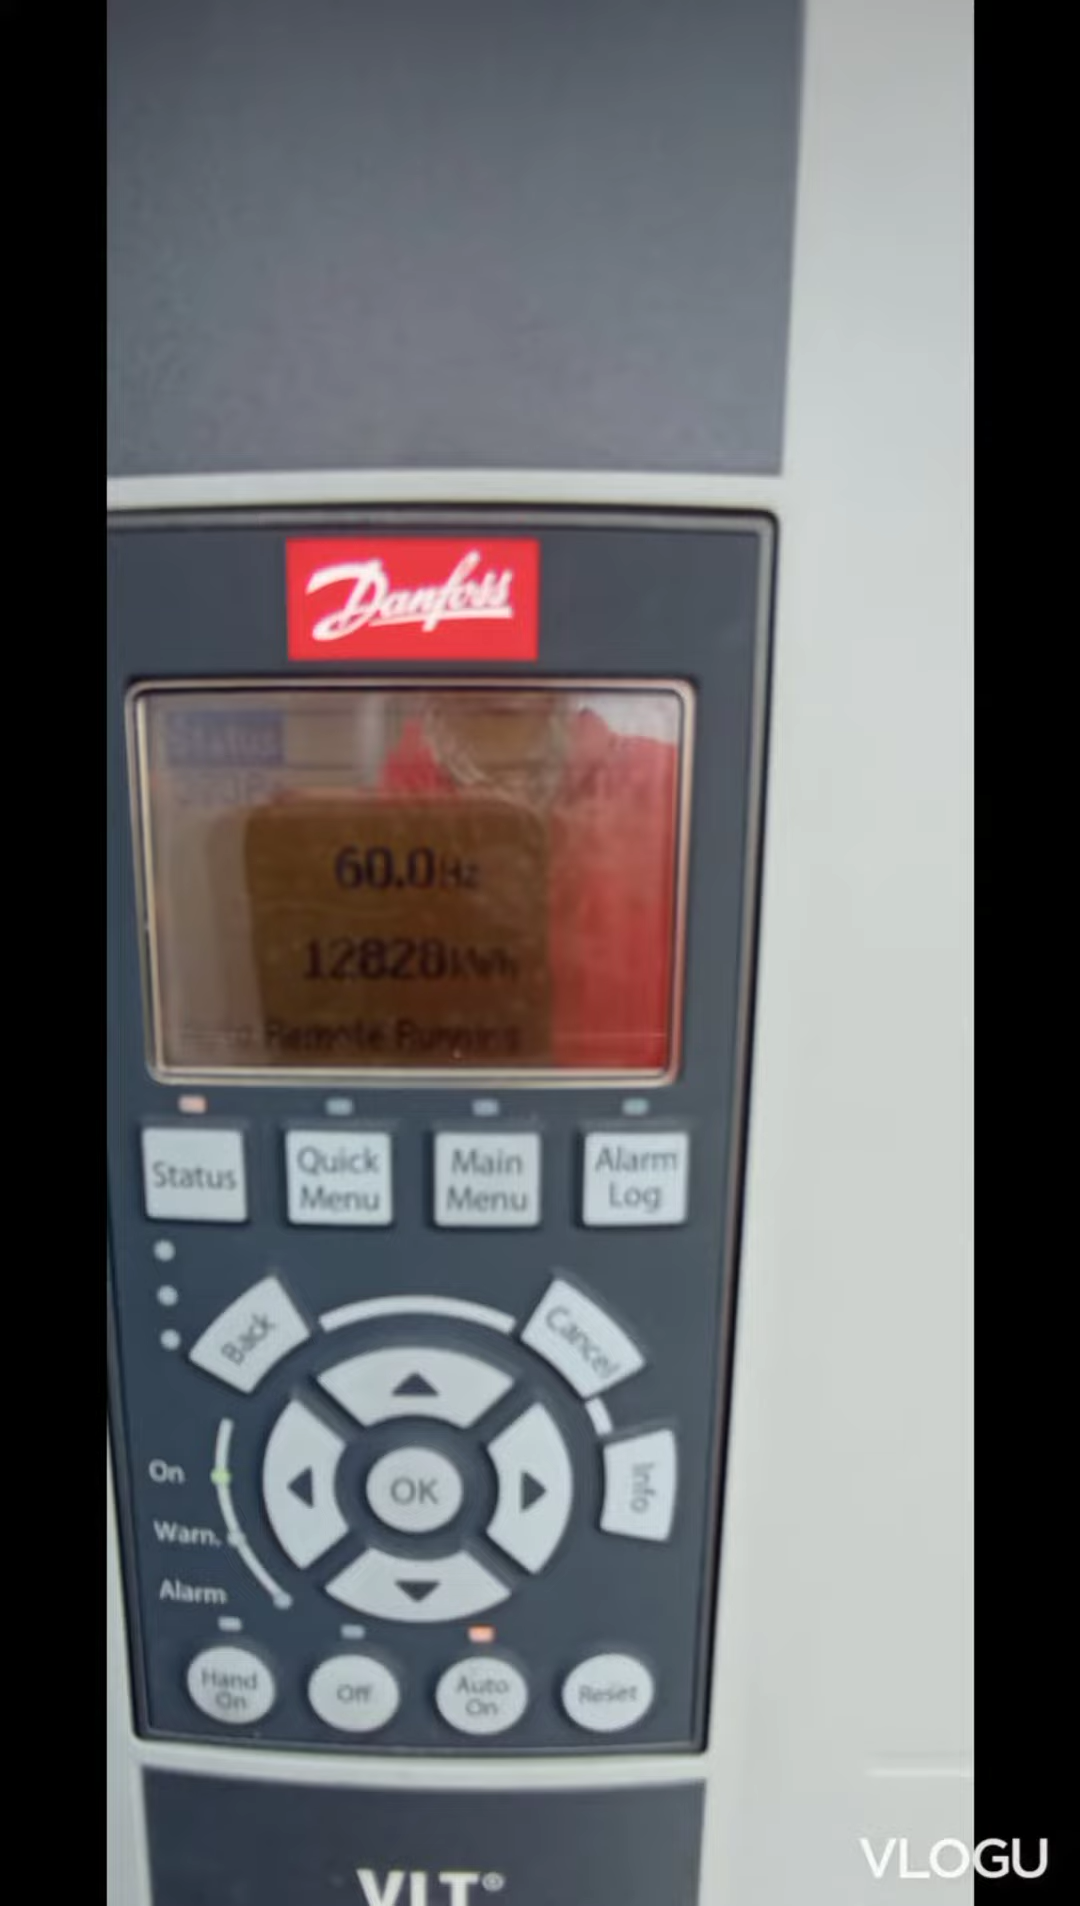 Danfoss
Status
60.0Hz
12828kWh
Remote Running
Status
Quick Menu
Main Menu
Alarm Log
Back
Cancel
Info
OK
On
Warn.
Alarm
Hand On
Off
Auto On
Reset
VLT®
VLOGU